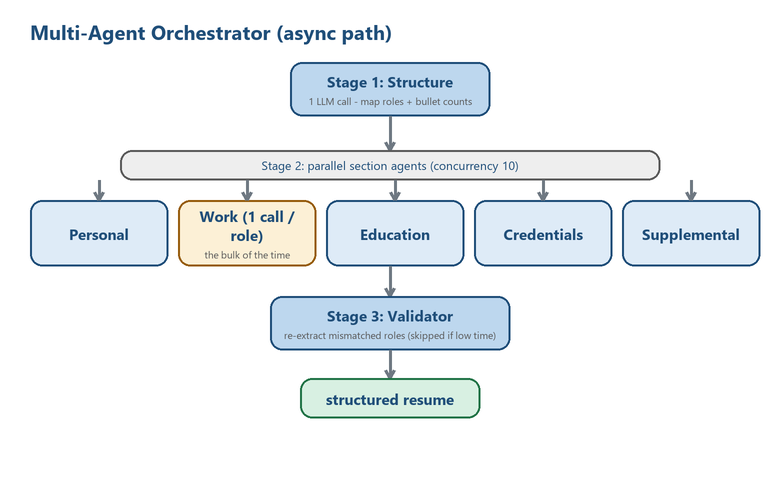 Multi-Agent Orchestrator (async path)
Stage 1: Structure
1 LLM call - map roles + bullet counts
Stage 2: parallel section agents (concurrency 10)
Personal
Work (1 call /
role)
the bulk of the time
Education
Credentials
Supplemental
Stage 3: Validator
re-extract mismatched roles (skipped if low time)
structured resume